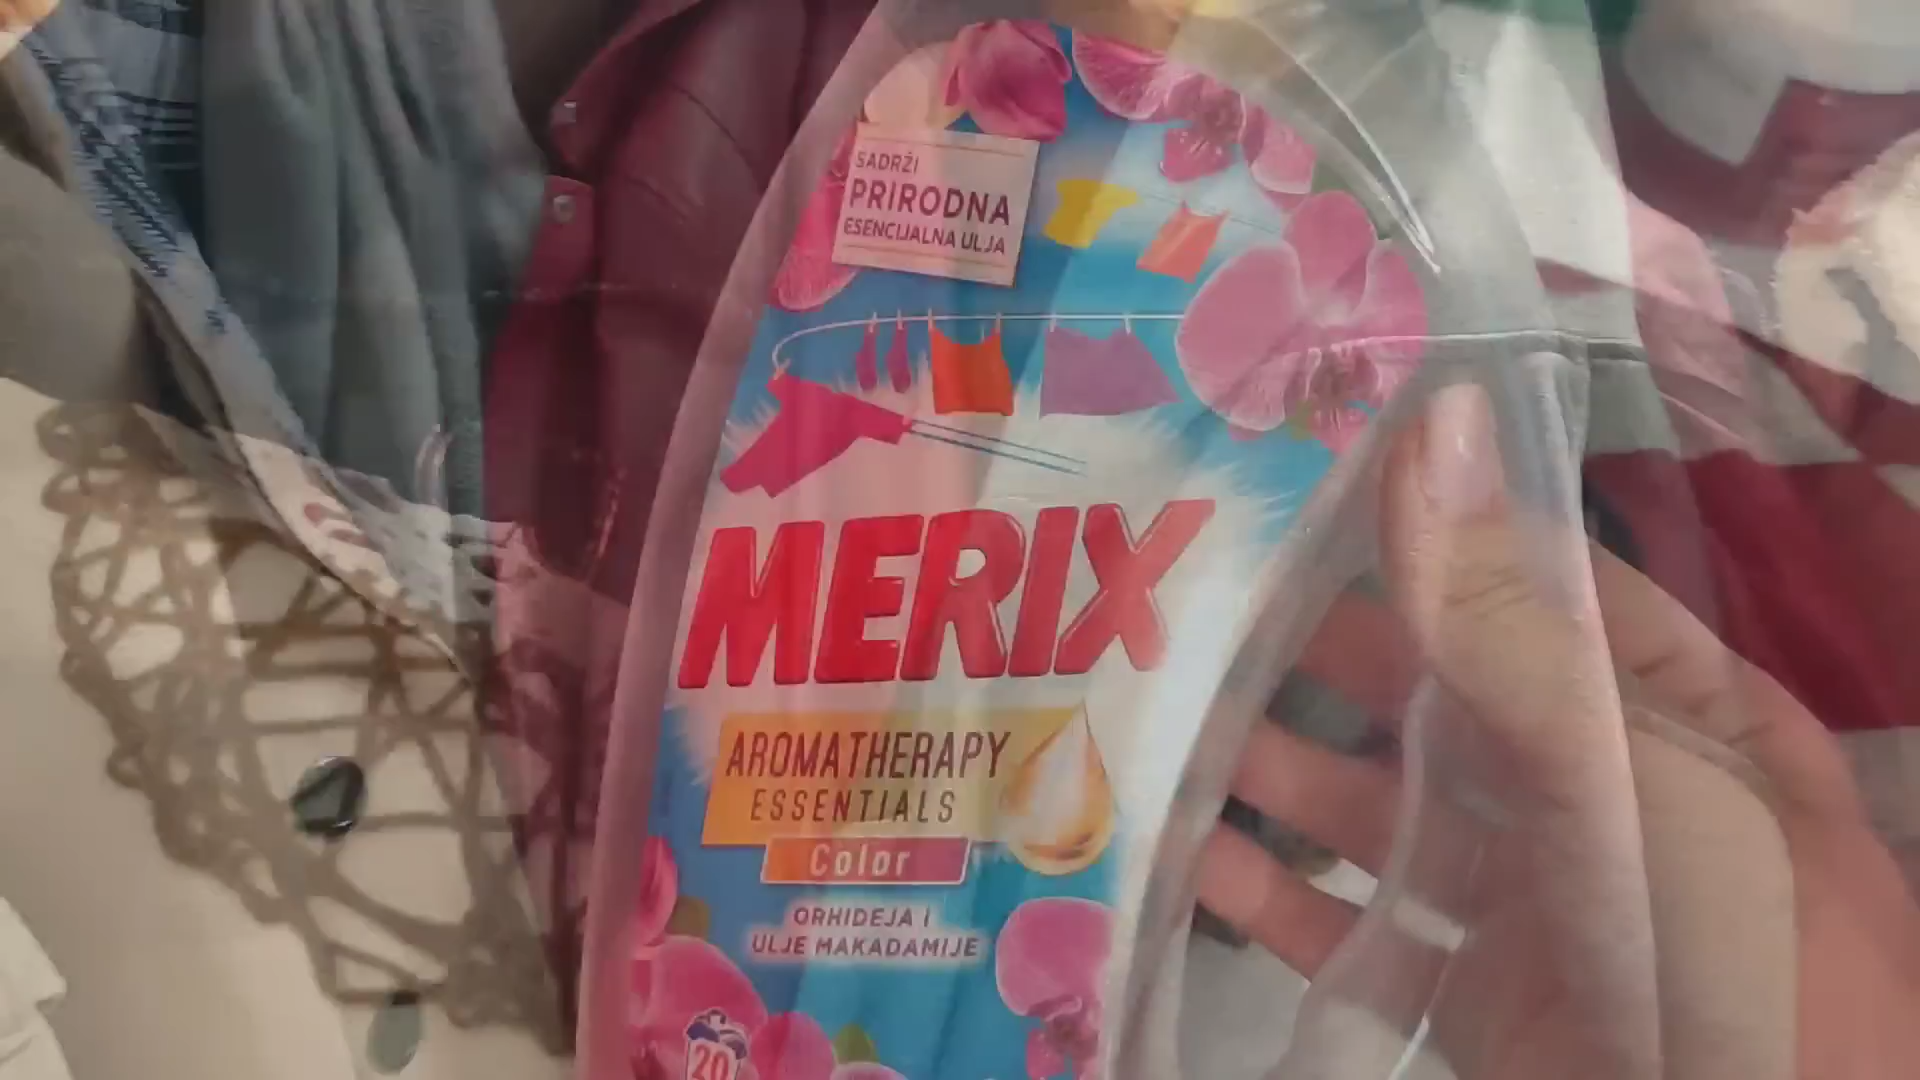 SADRŽI
PRIRODNA
ESENCIJALNA ULJA
MERIX
AROMATHERAPY
ESSENTIALS
Color
ORHIDEJA I
ULJE MAKADAMIJE
20